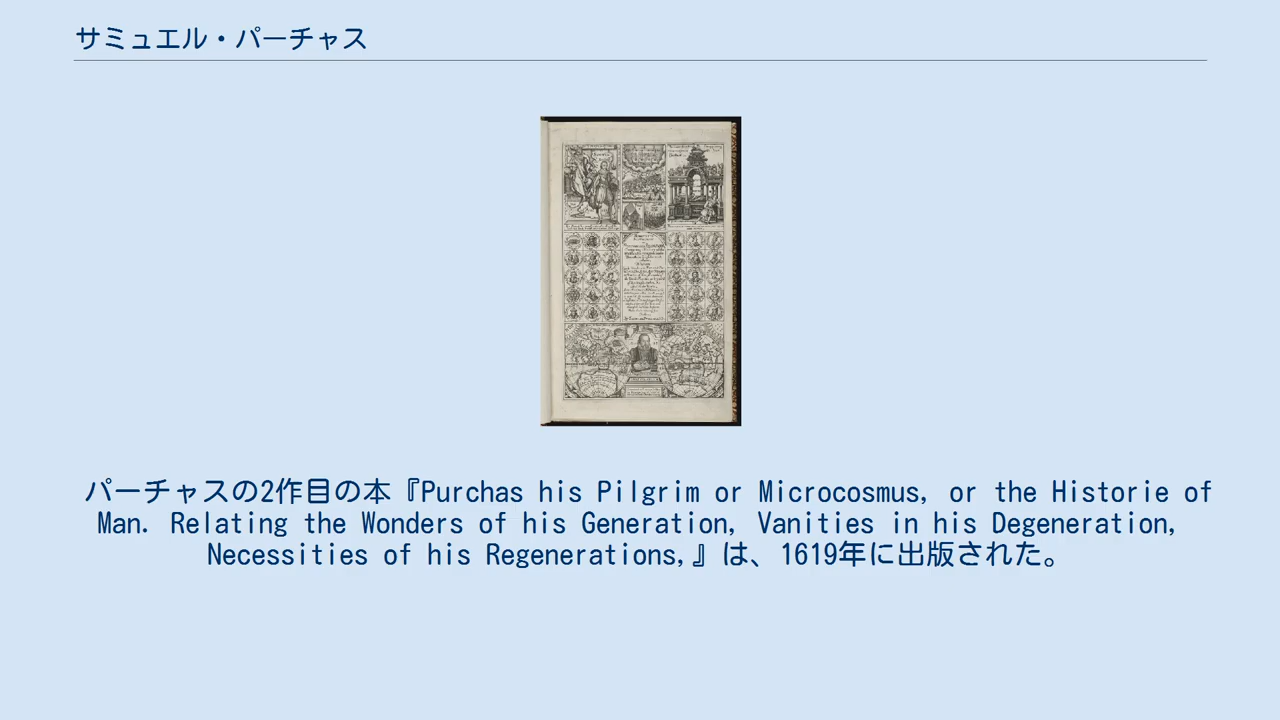 サミュエル・パーチャス
パーチャスの2作目の本『Purchas his Pilgrim or Microcosmus, or the Historie of
Man. Relating the Wonders of his Generation, Vanities in his Degeneration,
Necessities of his Regenerations,』は、1619年に出版された。